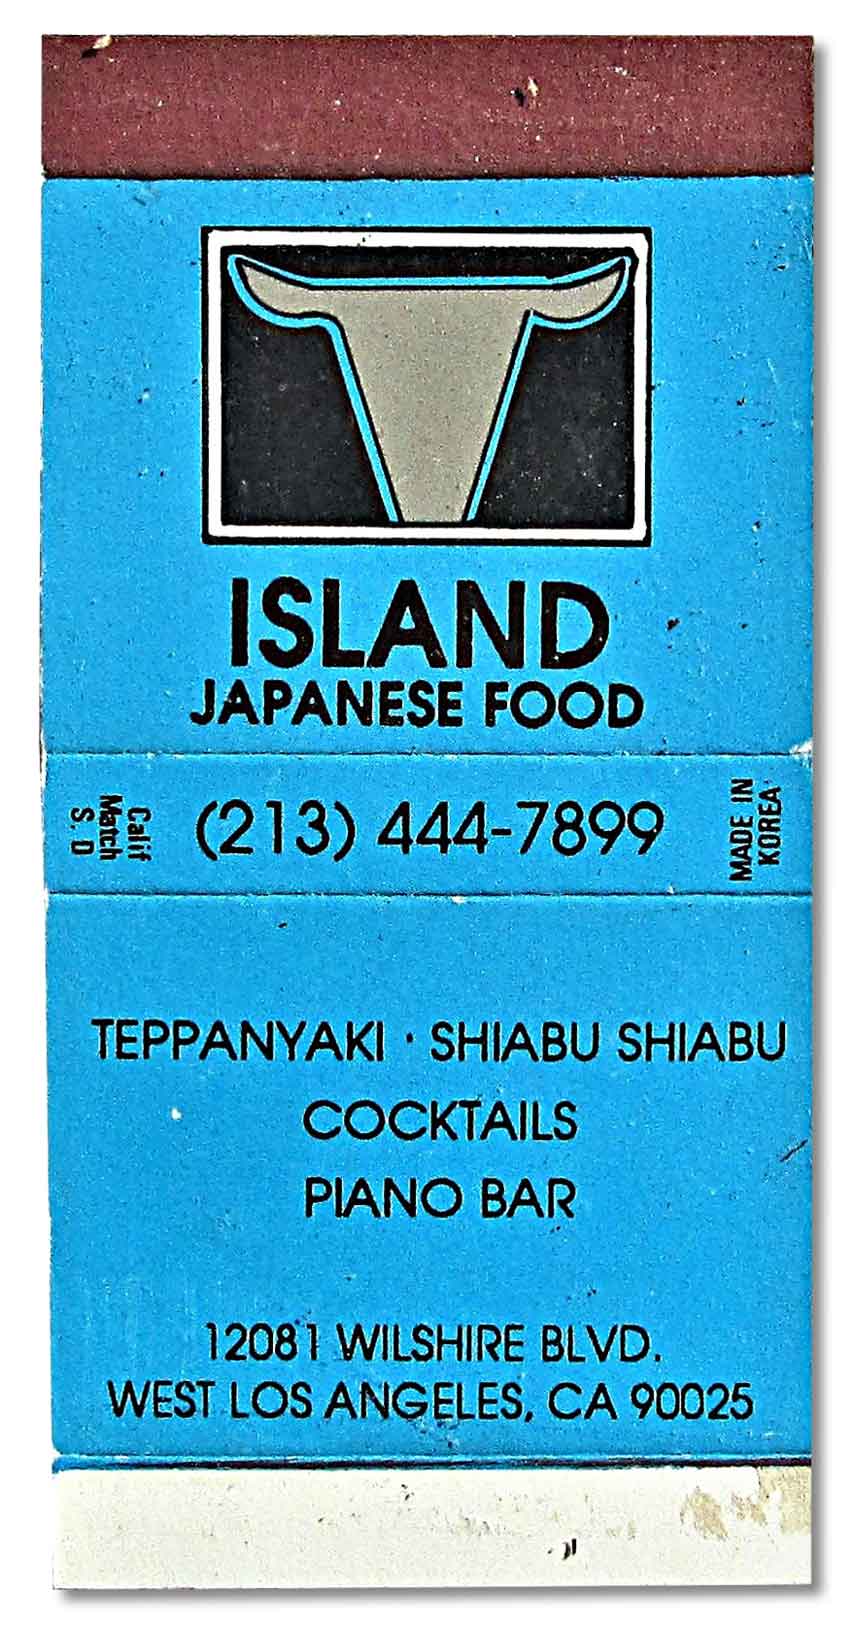 ISLAND
JAPANESE FOOD
Calif
Match
S. D
(213) 444-7899
MADE IN
KOREA
TEPPANYAKI · SHIABU SHIABU
COCKTAILS
PIANO BAR
12081 WILSHIRE BLVD.
WEST LOS ANGELES, CA 90025